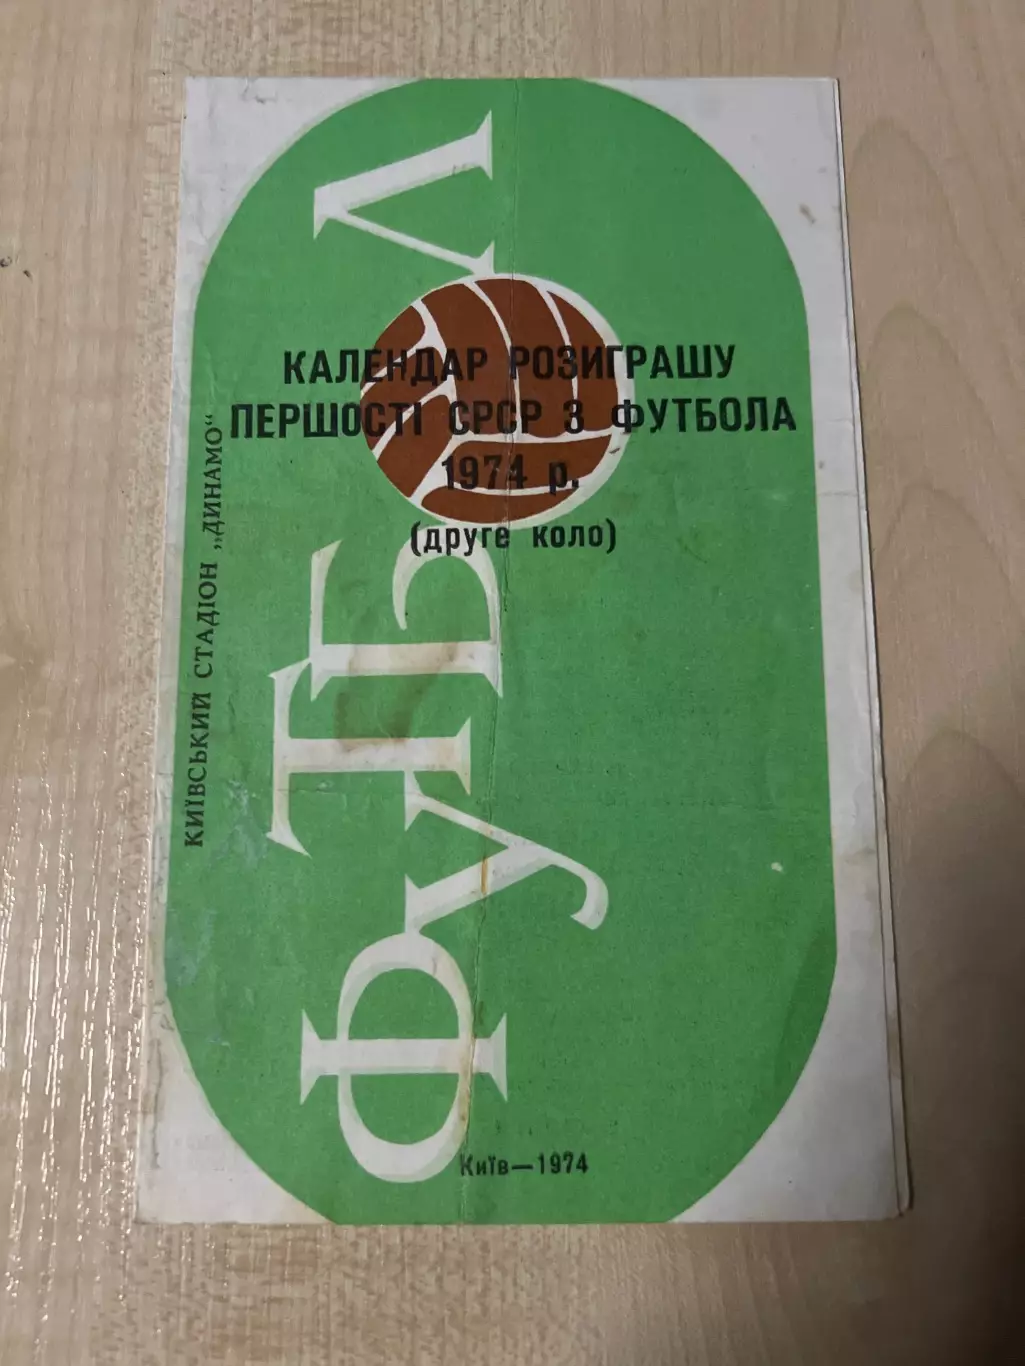 КИЇВСЬКИЙ СТАДІОН „ДИНАМО“
ФУТБОЛ
КАЛЕНДАР РОЗИГРАШУ
ПЕРШОСТІ СРСР З ФУТБОЛА
1974 р.
(друге коло)
Київ—1974